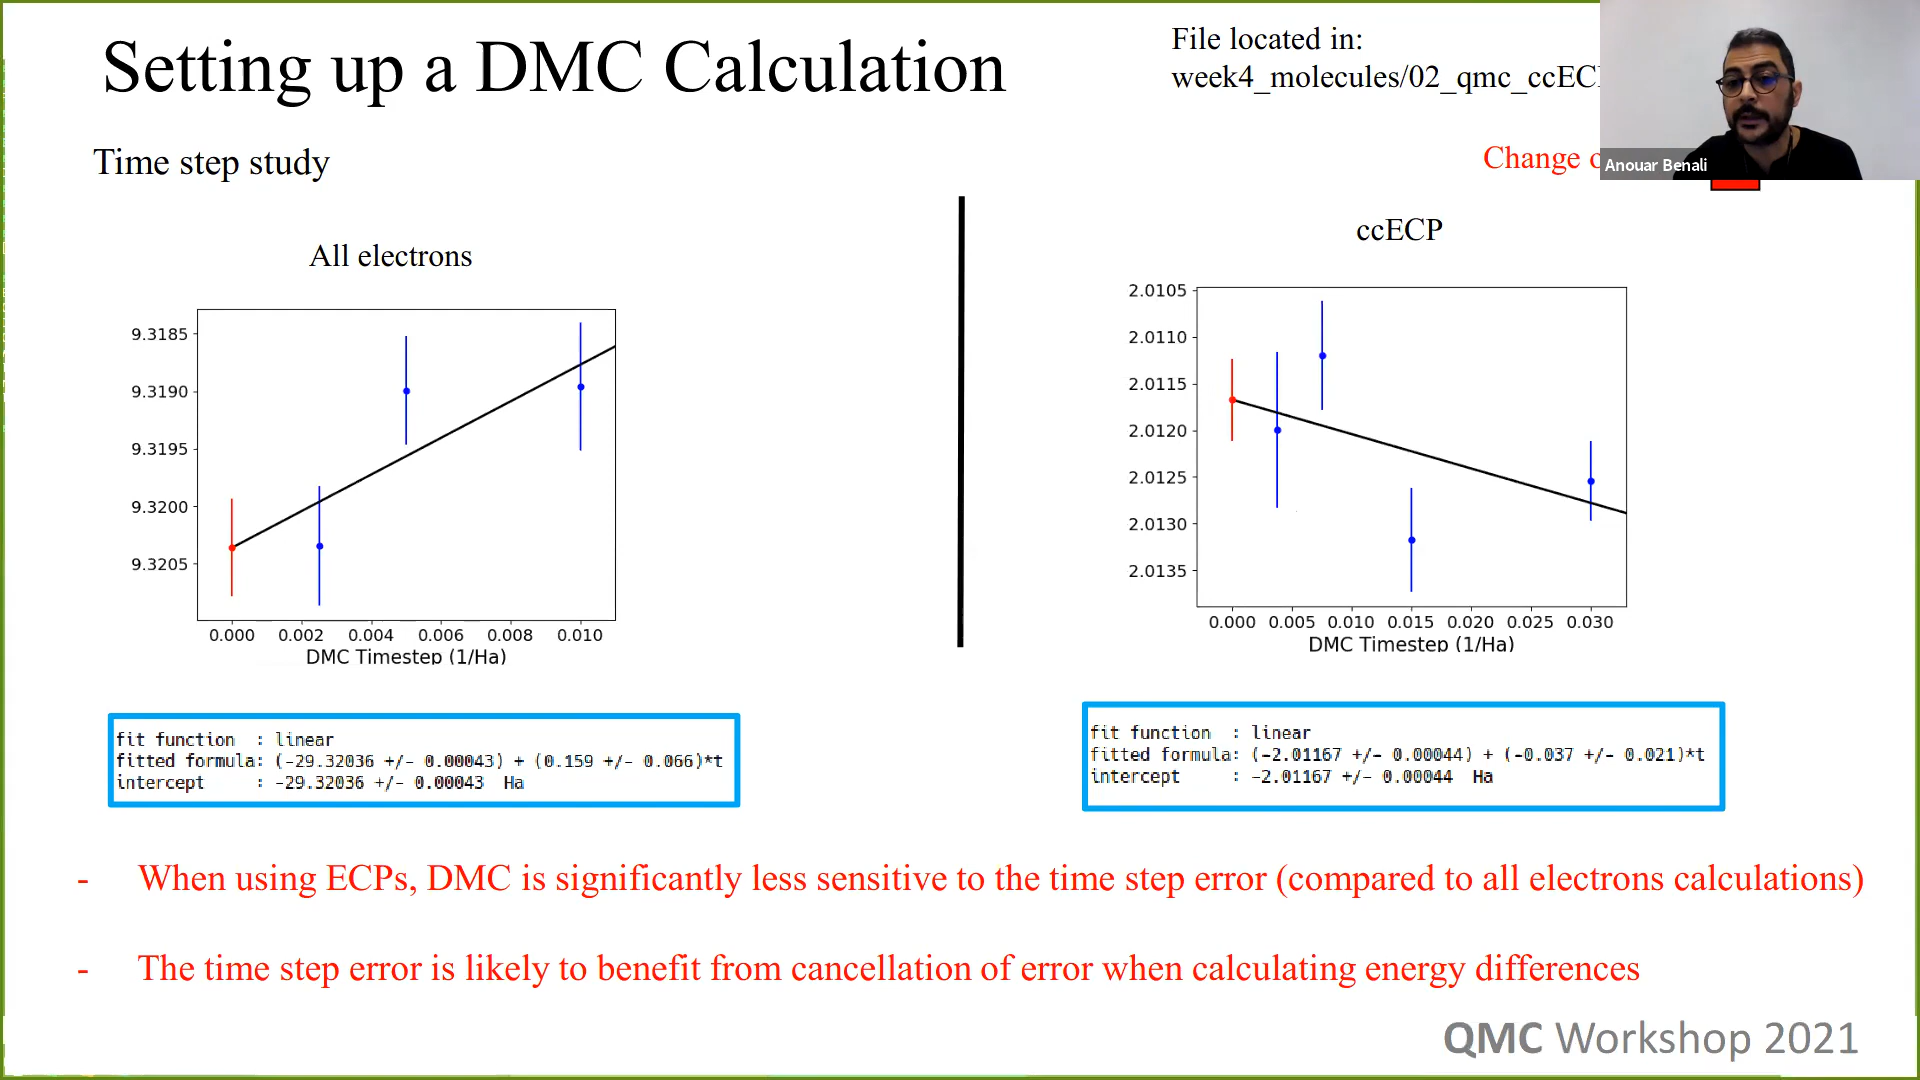 Setting up a DMC Calculation
File located in:
week4_molecules/02_qmc_ccEC
Time step study
Change
Anouar Benali
All electrons
9.3185
9.3190
9.3195
9.3200
9.3205
0.000 0.002 0.004 0.006 0.008 0.010
DMC Timestep (1/Ha)
ccECP
2.0105
2.0110
2.0115
2.0120
2.0125
2.0130
2.0135
0.000 0.005 0.010 0.015 0.020 0.025 0.030
DMC Timestep (1/Ha)
fit function : linear
fitted formula: (-29.32036 +/- 0.00043) + (0.159 +/- 0.066)*t
intercept : -29.32036 +/- 0.00043 Ha
fit function : linear
fitted formula: (-2.01167 +/- 0.00044) + (-0.037 +/- 0.021)*t
intercept : -2.01167 +/- 0.00044 Ha
- When using ECPs, DMC is significantly less sensitive to the time step error (compared to all electrons calculations)
- The time step error is likely to benefit from cancellation of error when calculating energy differences
QMC Workshop 2021